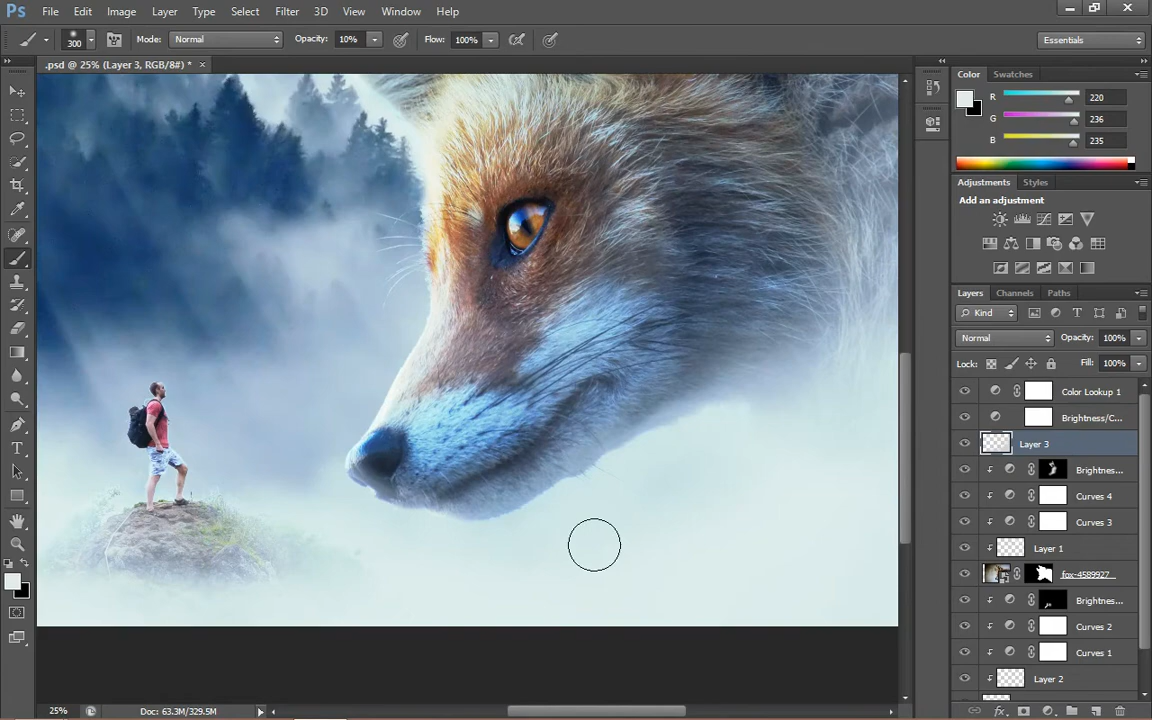 Ps File Edit Image Layer Type Select Filter 3D View Window Help
300 Mode: Normal Opacity: 10% Flow: 100% Essentials
.psd @ 25% (Layer 3, RGB/8#) * ×
Color Swatches
R 220
G 236
B 235
Adjustments Styles
Add an adjustment
Layers Channels Paths
Kind
Normal Opacity: 100%
Lock: Fill: 100%
Color Lookup 1
Brightness/C...
Layer 3
Brightnes...
Curves 4
Curves 3
Layer 1
fox-4589927...
Brightnes...
Curves 2
Curves 1
Layer 2
fx
25% Doc: 63.3M/329.5M